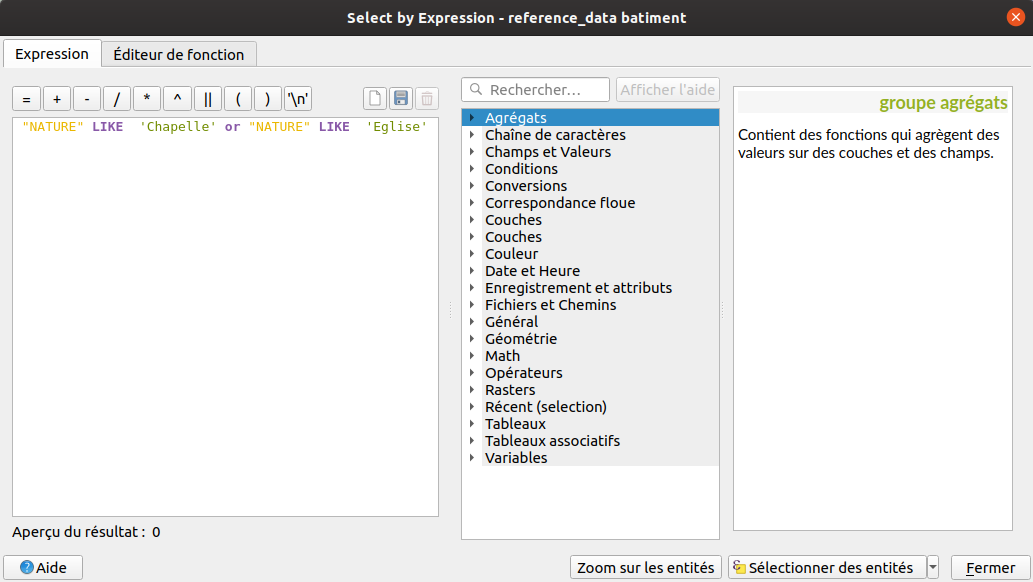 Select by Expression - reference_data batiment
Expression
Éditeur de fonction
= + - / * ^ || ( ) '\n'
"NATURE" LIKE  'Chapelle' or "NATURE" LIKE  'Eglise'
Aperçu du résultat : 0
Rechercher...
Afficher l'aide
Agrégats
Chaîne de caractères
Champs et Valeurs
Conditions
Conversions
Correspondance floue
Couches
Couches
Couleur
Date et Heure
Enregistrement et attributs
Fichiers et Chemins
Général
Géométrie
Math
Opérateurs
Rasters
Récent (selection)
Tableaux
Tableaux associatifs
Variables
groupe agrégats
Contient des fonctions qui agrègent des
valeurs sur des couches et des champs.
Aide
Zoom sur les entités
Sélectionner des entités
Fermer